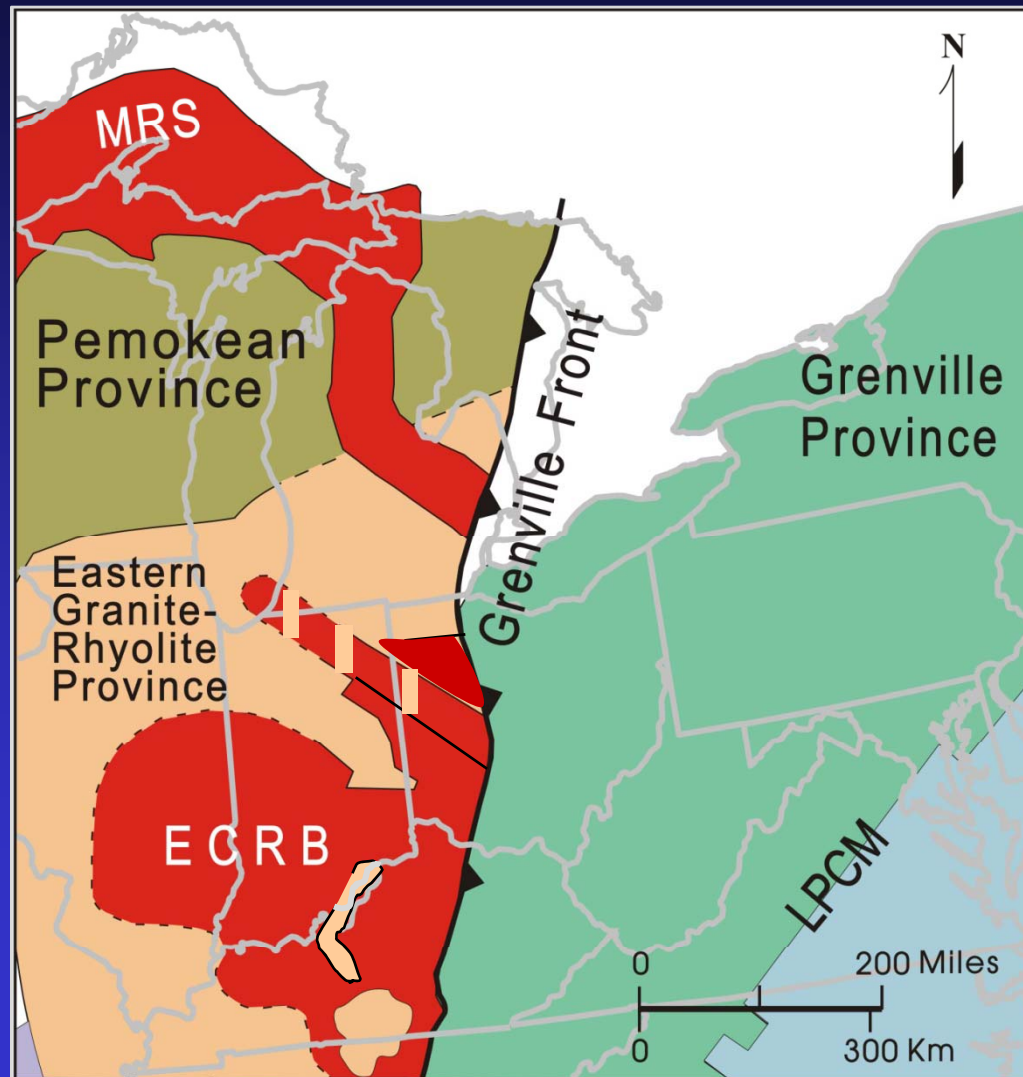 N
MRS
Pemokean
Province
Grenville Front
Grenville
Province
Eastern
Granite-
Rhyolite
Province
ECRB
LPCM
0 200 Miles
0 300 Km